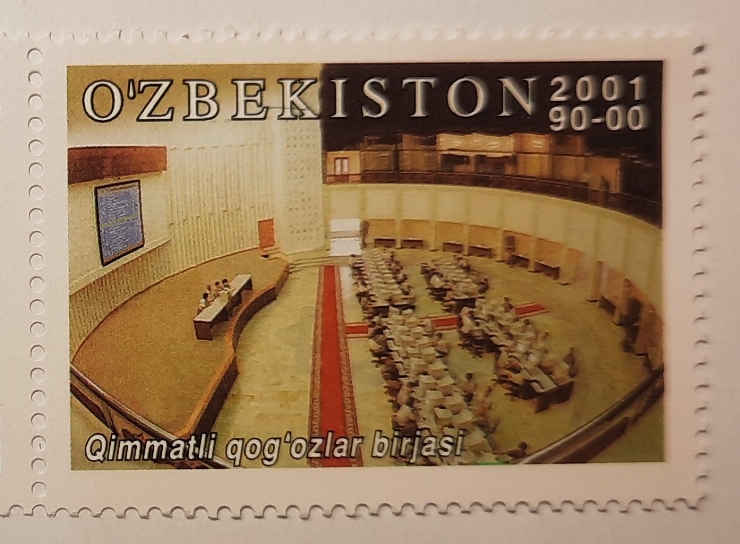 O'ZBEKISTON 2001
90-00
Qimmatli qog'ozlar birjasi